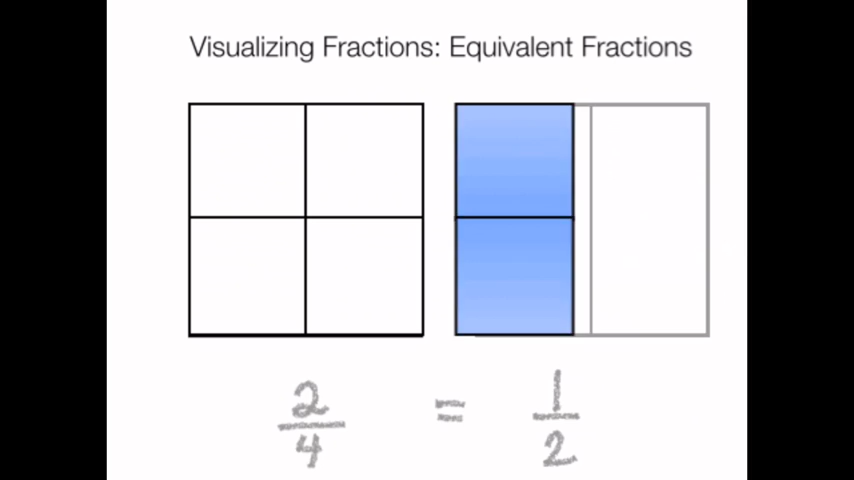 Visualizing Fractions: Equivalent Fractions
2/4 = 1/2